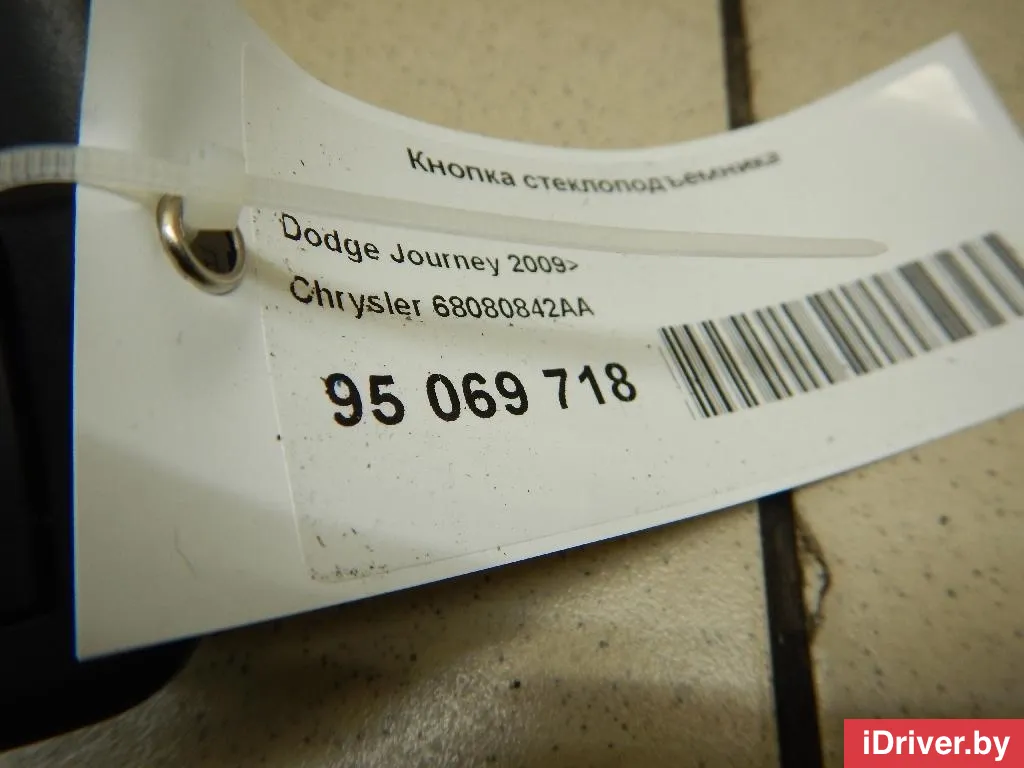 Кнопка стеклоподъемника
Dodge Journey 2009>
Chrysler 68080842AA
95 069 718
iDriver.by